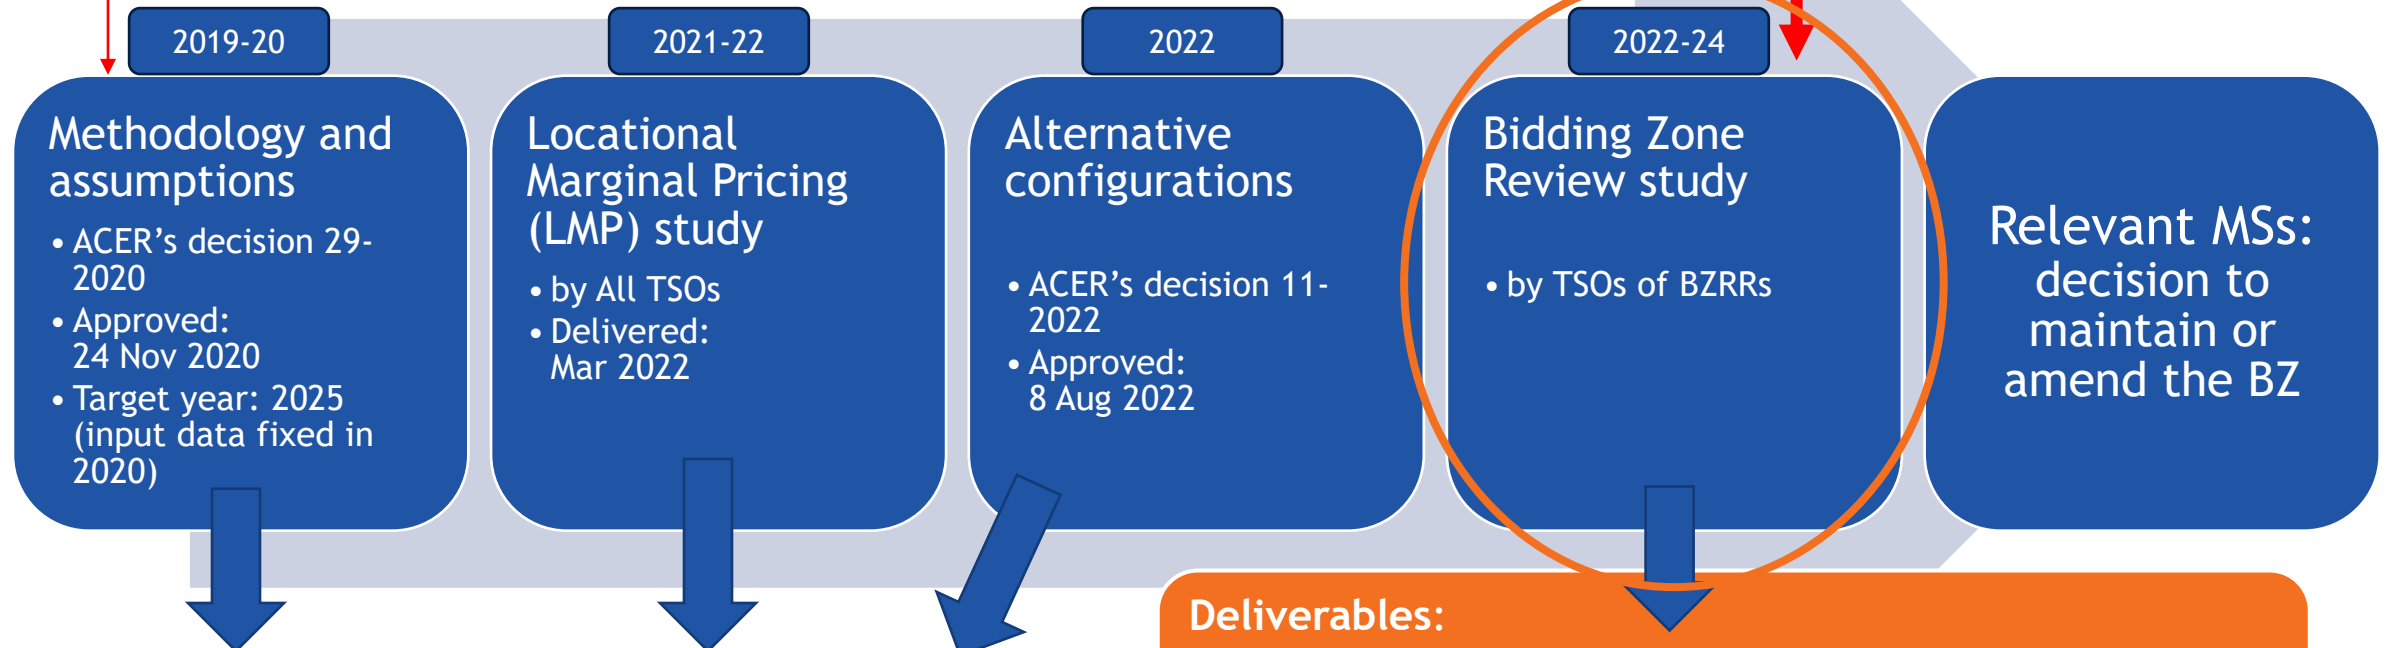 2019-20
Methodology and
assumptions
• ACER’s decision 29-
2020
• Approved:
24 Nov 2020
• Target year: 2025
(input data fixed in
2020)
2021-22
Locational
Marginal Pricing
(LMP) study
• by All TSOs
• Delivered:
Mar 2022
2022
Alternative
configurations
• ACER’s decision 11-
2022
• Approved:
8 Aug 2022
2022-24
Bidding Zone
Review study
• by TSOs of BZRRs
Relevant MSs:
decision to
maintain or
amend the BZ
Deliverables: